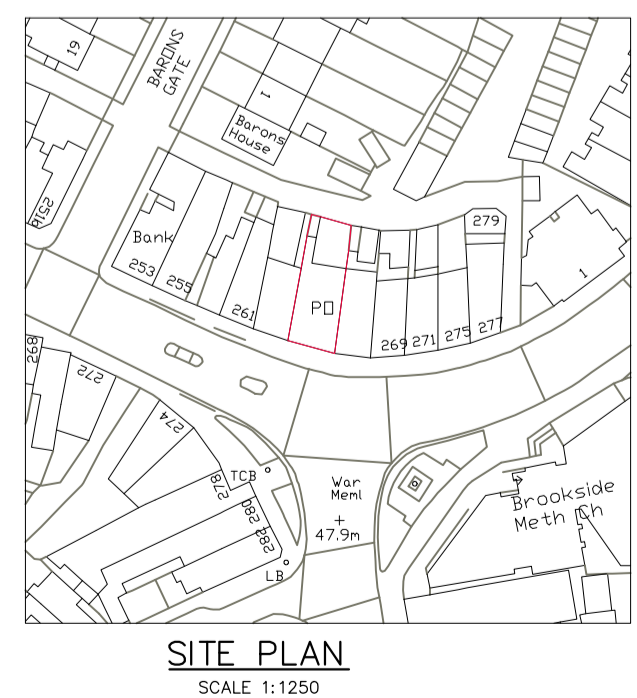 19
BARONS
GATE
1
Barons
House
251b
Bank
253
255
261
PO
269
271
275
277
279
1
268
272
274
278
280
282
TCB
LB
War
Meml
47.9m
Brookside
Meth Ch
SITE PLAN
SCALE 1:1250